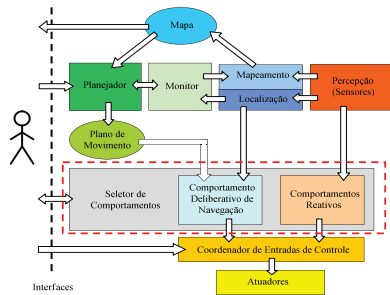 Mapa
Planejador
Monitor
Mapeamento
Localização
Percepção
(Sensores)
Plano de
Movimento
Seletor de
Comportamentos
Comportamento
Deliberativo de
Navegação
Comportamentos
Reativos
Coordenador de Entradas de Controle
Atuadores
Interfaces